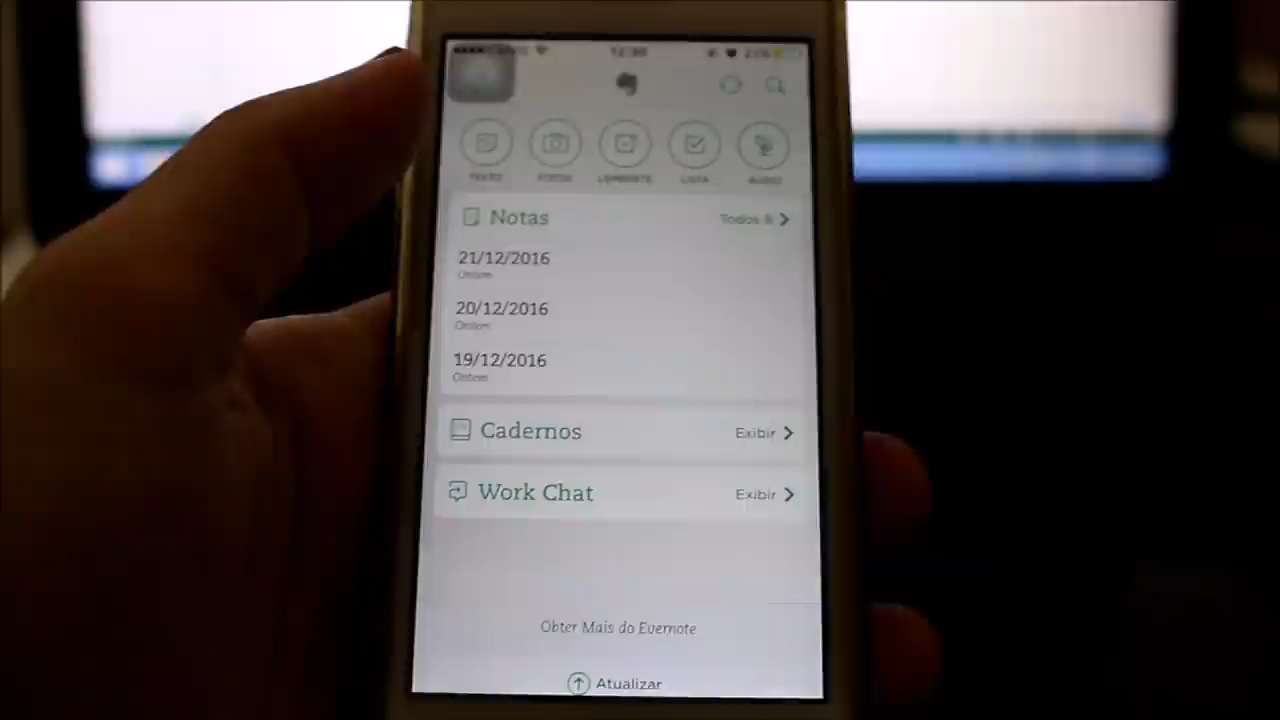 TEXTO FOTOS LEMBRETE LISTA ÁUDIO
Notas Todos 8
21/12/2016
Ontem
20/12/2016
Ontem
19/12/2016
Ontem
Cadernos Exibir
Work Chat Exibir
Obter Mais do Evernote
Atualizar